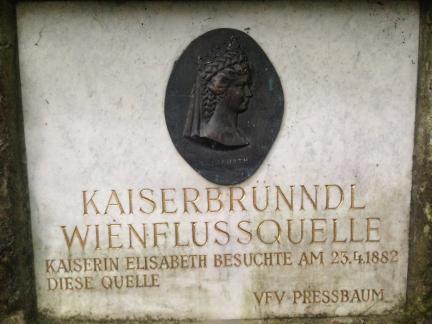 KAISERBRÜNNDL
WIENFLUSSQUELLE
KAISERIN ELISABETH BESUCHTE AM 23.4.1882
DIESE QUELLE
VFV PRESSBAUM